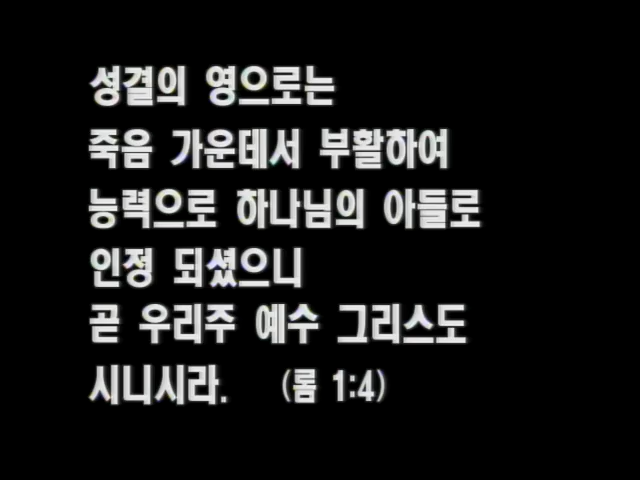 성결의 영으로는
죽음 가운데서 부활하여
능력으로 하나님의 아들로
인정 되셨으니
곧 우리주 예수 그리스도
시니시라. (롬 1:4)